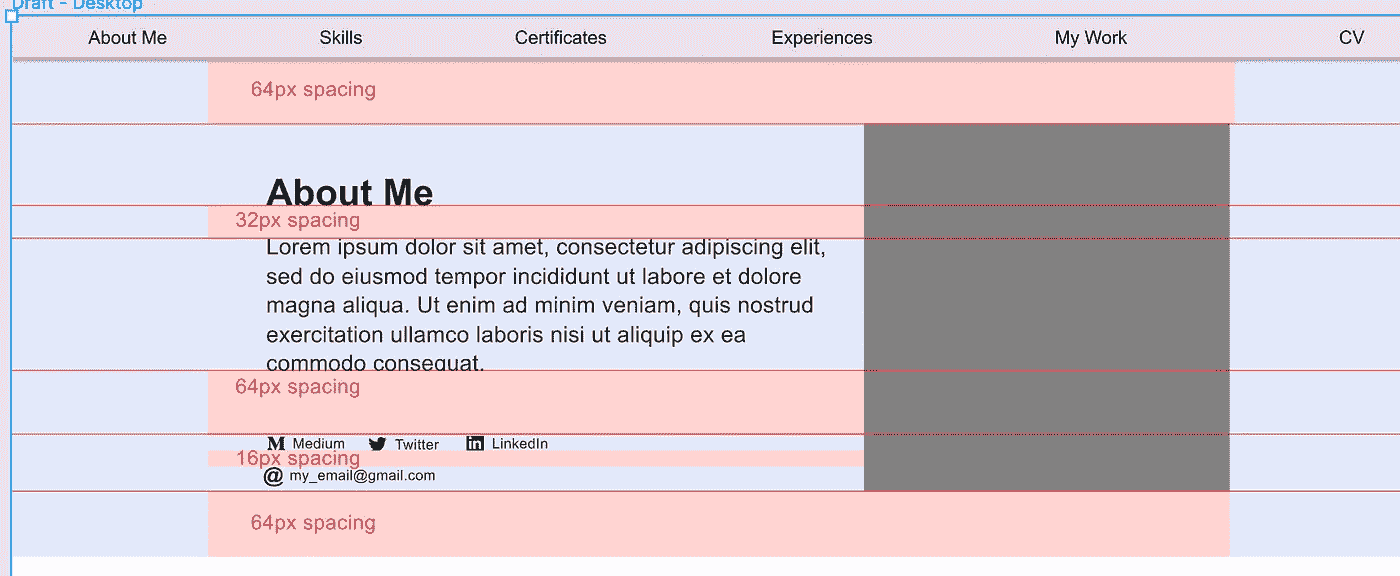 Draft - Desktop
About Me Skills Certificates Experiences My Work CV
64px spacing
About Me
32px spacing
Lorem ipsum dolor sit amet, consectetur adipiscing elit,
sed do eiusmod tempor incididunt ut labore et dolore
magna aliqua. Ut enim ad minim veniam, quis nostrud
exercitation ullamco laboris nisi ut aliquip ex ea
commodo consequat.
64px spacing
M Medium Twitter in LinkedIn
16px spacing
@ my_email@gmail.com
64px spacing